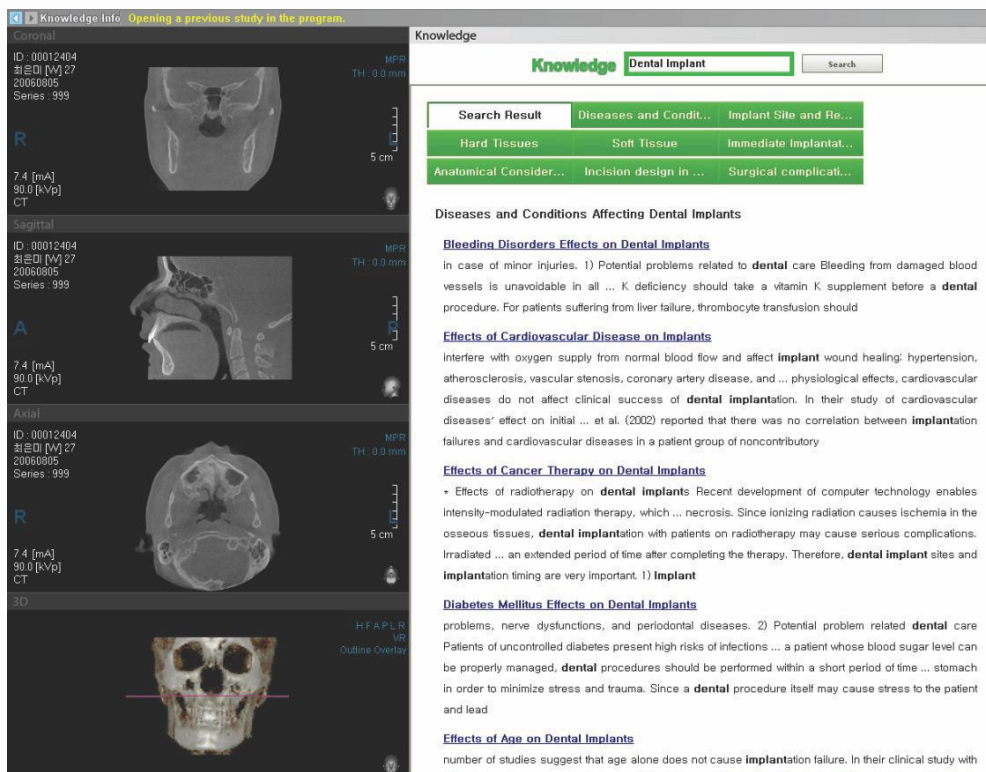 Knowledge Info Opening a previous study in the program.
Coronal
ID : 00012404
최은미 [W] 27
20060805
Series : 999
MPR
TH : 0.0 mm
R
L
5 cm
7.4 [mA]
90.0 [kVp]
CT
Sagittal
ID : 00012404
최은미 [W] 27
20060805
Series : 999
MPR
TH : 0.0 mm
A
P
5 cm
7.4 [mA]
90.0 [kVp]
CT
Axial
ID : 00012404
최은미 [W] 27
20060805
Series : 999
MPR
TH : 0.0 mm
R
L
5 cm
7.4 [mA]
90.0 [kVp]
CT
3D
H F A P L R
VR
Outline Overlay
Knowledge
Knowledge Dental Implant Search
Search Result Diseases and Condit... Implant Site and Re...
Hard Tissues Soft Tissue Immediate Implantat...
Anatomical Consider... Incision design in ... Surgical complicati...
Diseases and Conditions Affecting Dental Implants
Bleeding Disorders Effects on Dental Implants
in case of minor injuries. 1) Potential problems related to dental care Bleeding from damaged blood
vessels is unavoidable in all ... K deficiency should take a vitamin K supplement before a dental
procedure. For patients suffering from liver failure, thrombocyte transfusion should
Effects of Cardiovascular Disease on Implants
interfere with oxygen supply from normal blood flow and affect implant wound healing: hypertension,
atherosclerosis, vascular stenosis, coronary artery disease, and ... physiological effects, cardiovascular
diseases do not affect clinical success of dental implantation. In their study of cardiovascular
diseases' effect on initial ... et al. (2002) reported that there was no correlation between implantation
failures and cardiovascular diseases in a patient group of noncontributory
Effects of Cancer Therapy on Dental Implants
* Effects of radiotherapy on dental implants Recent development of computer technology enables
intensity-modulated radiation therapy, which ... necrosis. Since ionizing radiation causes ischemia in the
osseous tissues, dental implantation with patients on radiotherapy may cause serious complications.
Irradiated ... an extended period of time after completing the therapy. Therefore, dental implant sites and
implantation timing are very important. 1) Implant
Diabetes Mellitus Effects on Dental Implants
problems, nerve dysfunctions, and periodontal diseases. 2) Potential problem related dental care
Patients of uncontrolled diabetes present high risks of infections ... a patient whose blood sugar level can
be properly managed, dental procedures should be performed within a short period of time ... stomach
in order to minimize stress and trauma. Since a dental procedure itself may cause stress to the patient
and lead
Effects of Age on Dental Implants
number of studies suggest that age alone does not cause implantation failure. In their clinical study with